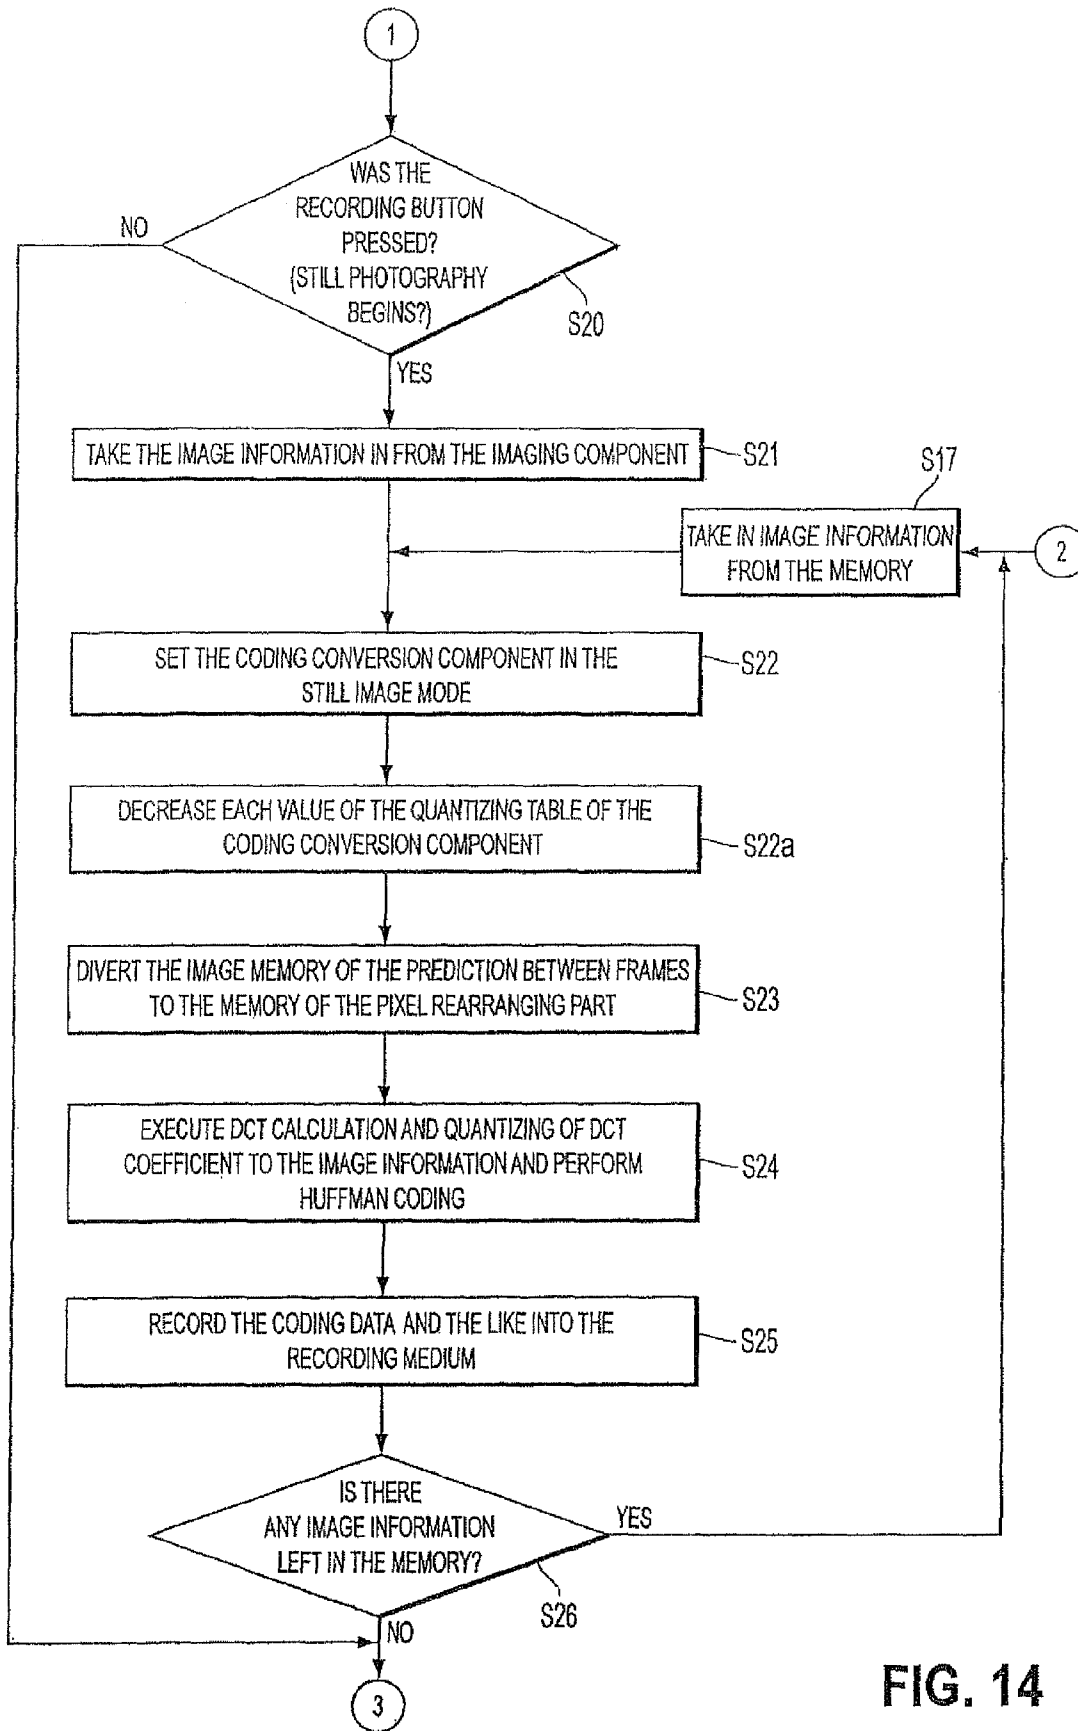 1
WAS THE
RECORDING BUTTON
PRESSED?
(STILL PHOTOGRAPHY
BEGINS?)
NO
S20
YES
TAKE THE IMAGE INFORMATION IN FROM THE IMAGING COMPONENT
S21
S17
TAKE IN IMAGE INFORMATION
FROM THE MEMORY
2
SET THE CODING CONVERSION COMPONENT IN THE
STILL IMAGE MODE
S22
DECREASE EACH VALUE OF THE QUANTIZING TABLE OF THE
CODING CONVERSION COMPONENT
S22a
DIVERT THE IMAGE MEMORY OF THE PREDICTION BETWEEN FRAMES
TO THE MEMORY OF THE PIXEL REARRANGING PART
S23
EXECUTE DCT CALCULATION AND QUANTIZING OF DCT
COEFFICIENT TO THE IMAGE INFORMATION AND PERFORM
HUFFMAN CODING
S24
RECORD THE CODING DATA AND THE LIKE INTO THE
RECORDING MEDIUM
S25
IS THERE
ANY IMAGE INFORMATION
LEFT IN THE MEMORY?
YES
S26
NO
3
FIG. 14